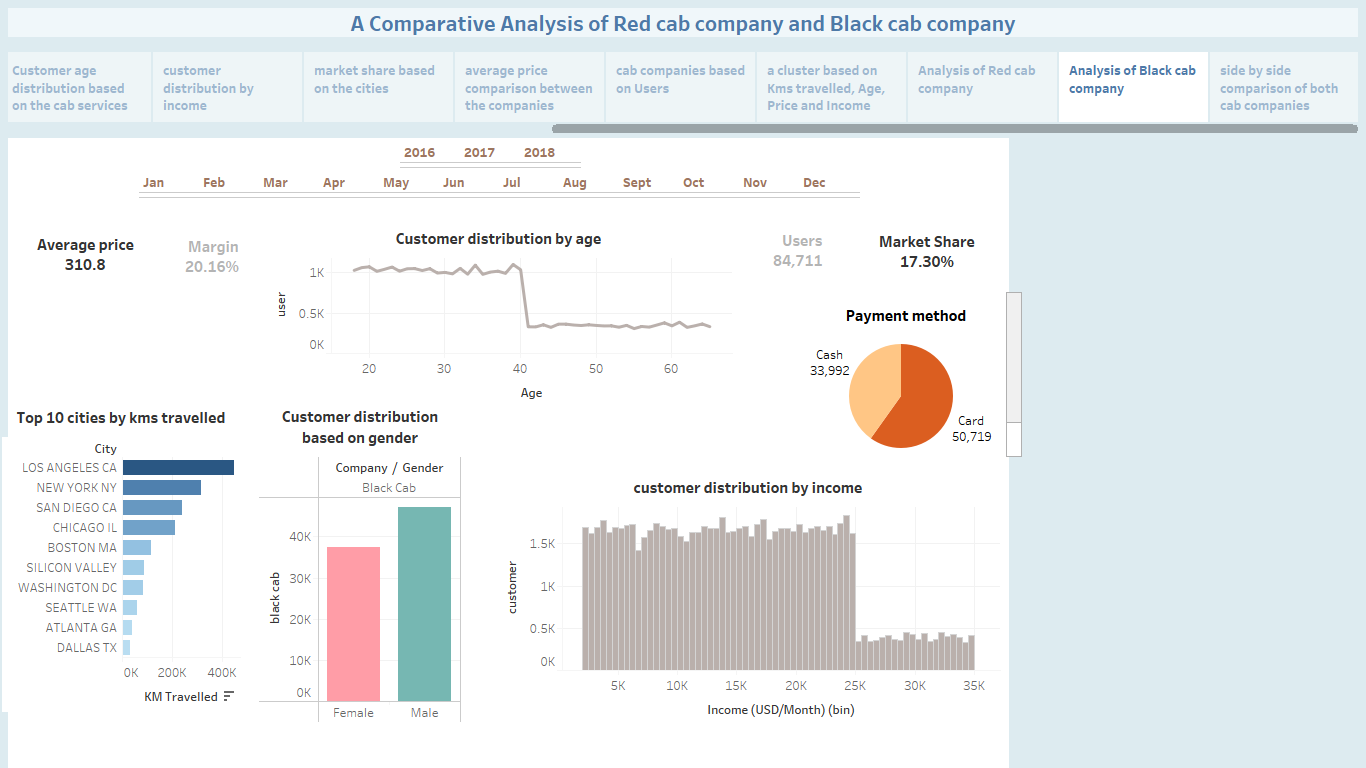 A Comparative Analysis of Red cab company and Black cab company
Customer age
distribution based
on the cab services
customer
distribution by
income
market share based
on the cities
average price
comparison between
the companies
cab companies based
on Users
a cluster based on
Kms travelled, Age,
Price and Income
Analysis of Red cab
company
Analysis of Black cab
company
side by side
comparison of both
cab companies
2016 2017 2018
Jan Feb Mar Apr May Jun Jul Aug Sept Oct Nov Dec
Average price
310.8
Margin
20.16%
Customer distribution by age
user
1K
0.5K
0K
20 30 40 50 60
Age
Users
84,711
Market Share
17.30%
Payment method
Cash
33,992
Card
50,719
Top 10 cities by kms travelled
City
LOS ANGELES CA
NEW YORK NY
SAN DIEGO CA
CHICAGO IL
BOSTON MA
SILICON VALLEY
WASHINGTON DC
SEATTLE WA
ATLANTA GA
DALLAS TX
0K 200K 400K
KM Travelled
Customer distribution
based on gender
Company / Gender
Black Cab
black cab
40K
30K
20K
10K
0K
Female Male
customer distribution by income
customer
1.5K
1K
0.5K
0K
5K 10K 15K 20K 25K 30K 35K
Income (USD/Month) (bin)